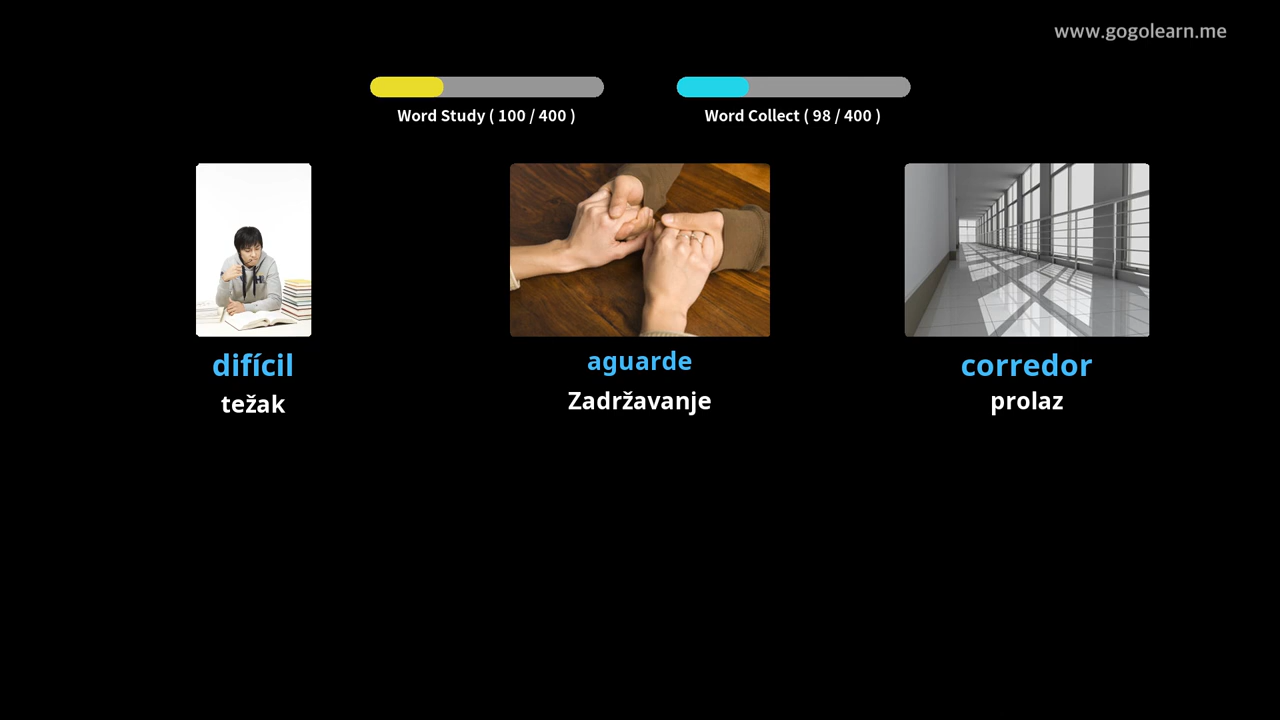 www.gogolearn.me
Word Study ( 100 / 400 )
Word Collect ( 98 / 400 )
difícil
težak
aguarde
Zadržavanje
corredor
prolaz